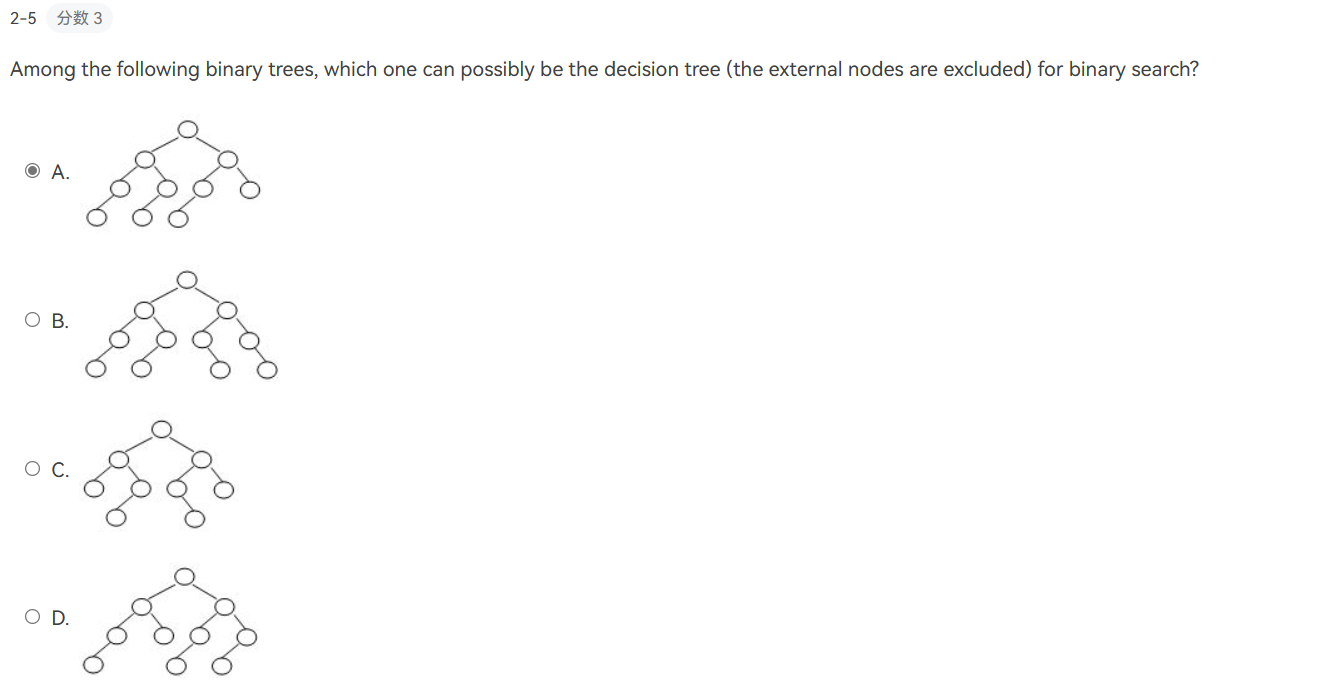 2-5 分数 3
Among the following binary trees, which one can possibly be the decision tree (the external nodes are excluded) for binary search?
A.
B.
C.
D.